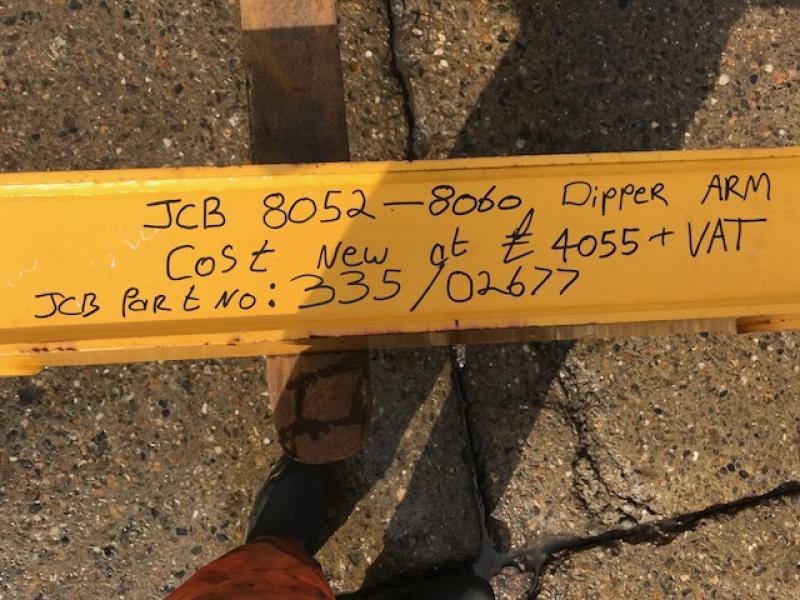 JCB 8052-8060 Dipper ARM
Cost New at £4055+VAT
JCB Part No: 335/02677